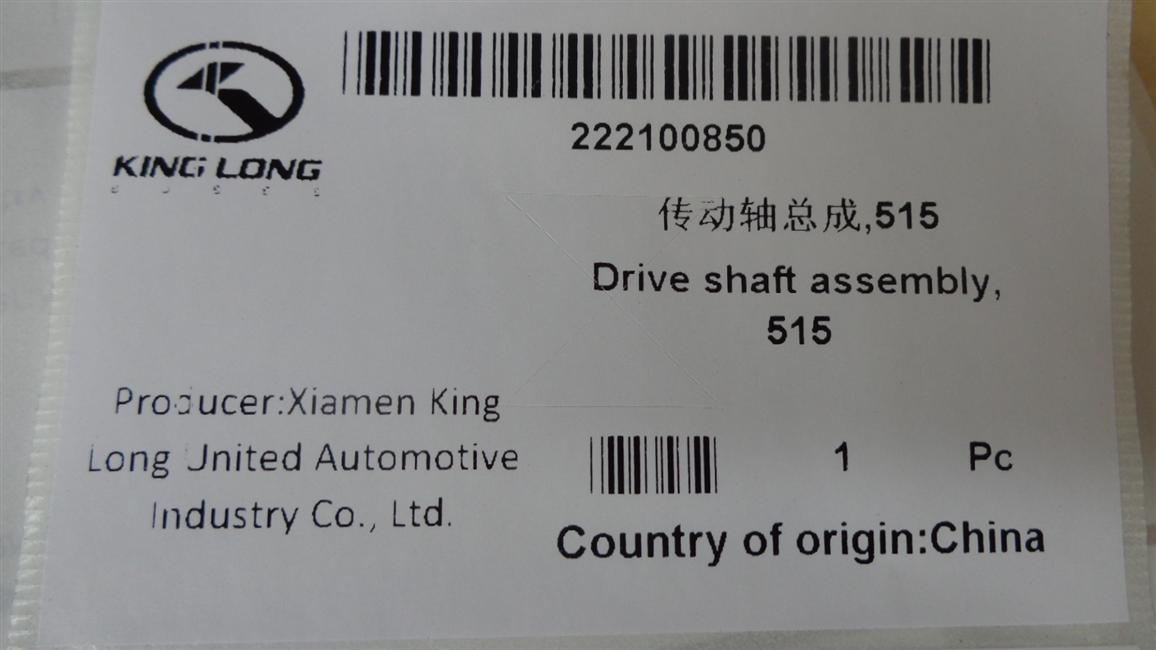 KING LONG
222100850
传动轴总成,515
Drive shaft assembly,
515
Producer:Xiamen King
Long United Automotive
Industry Co., Ltd.
1 Pc
Country of origin:China